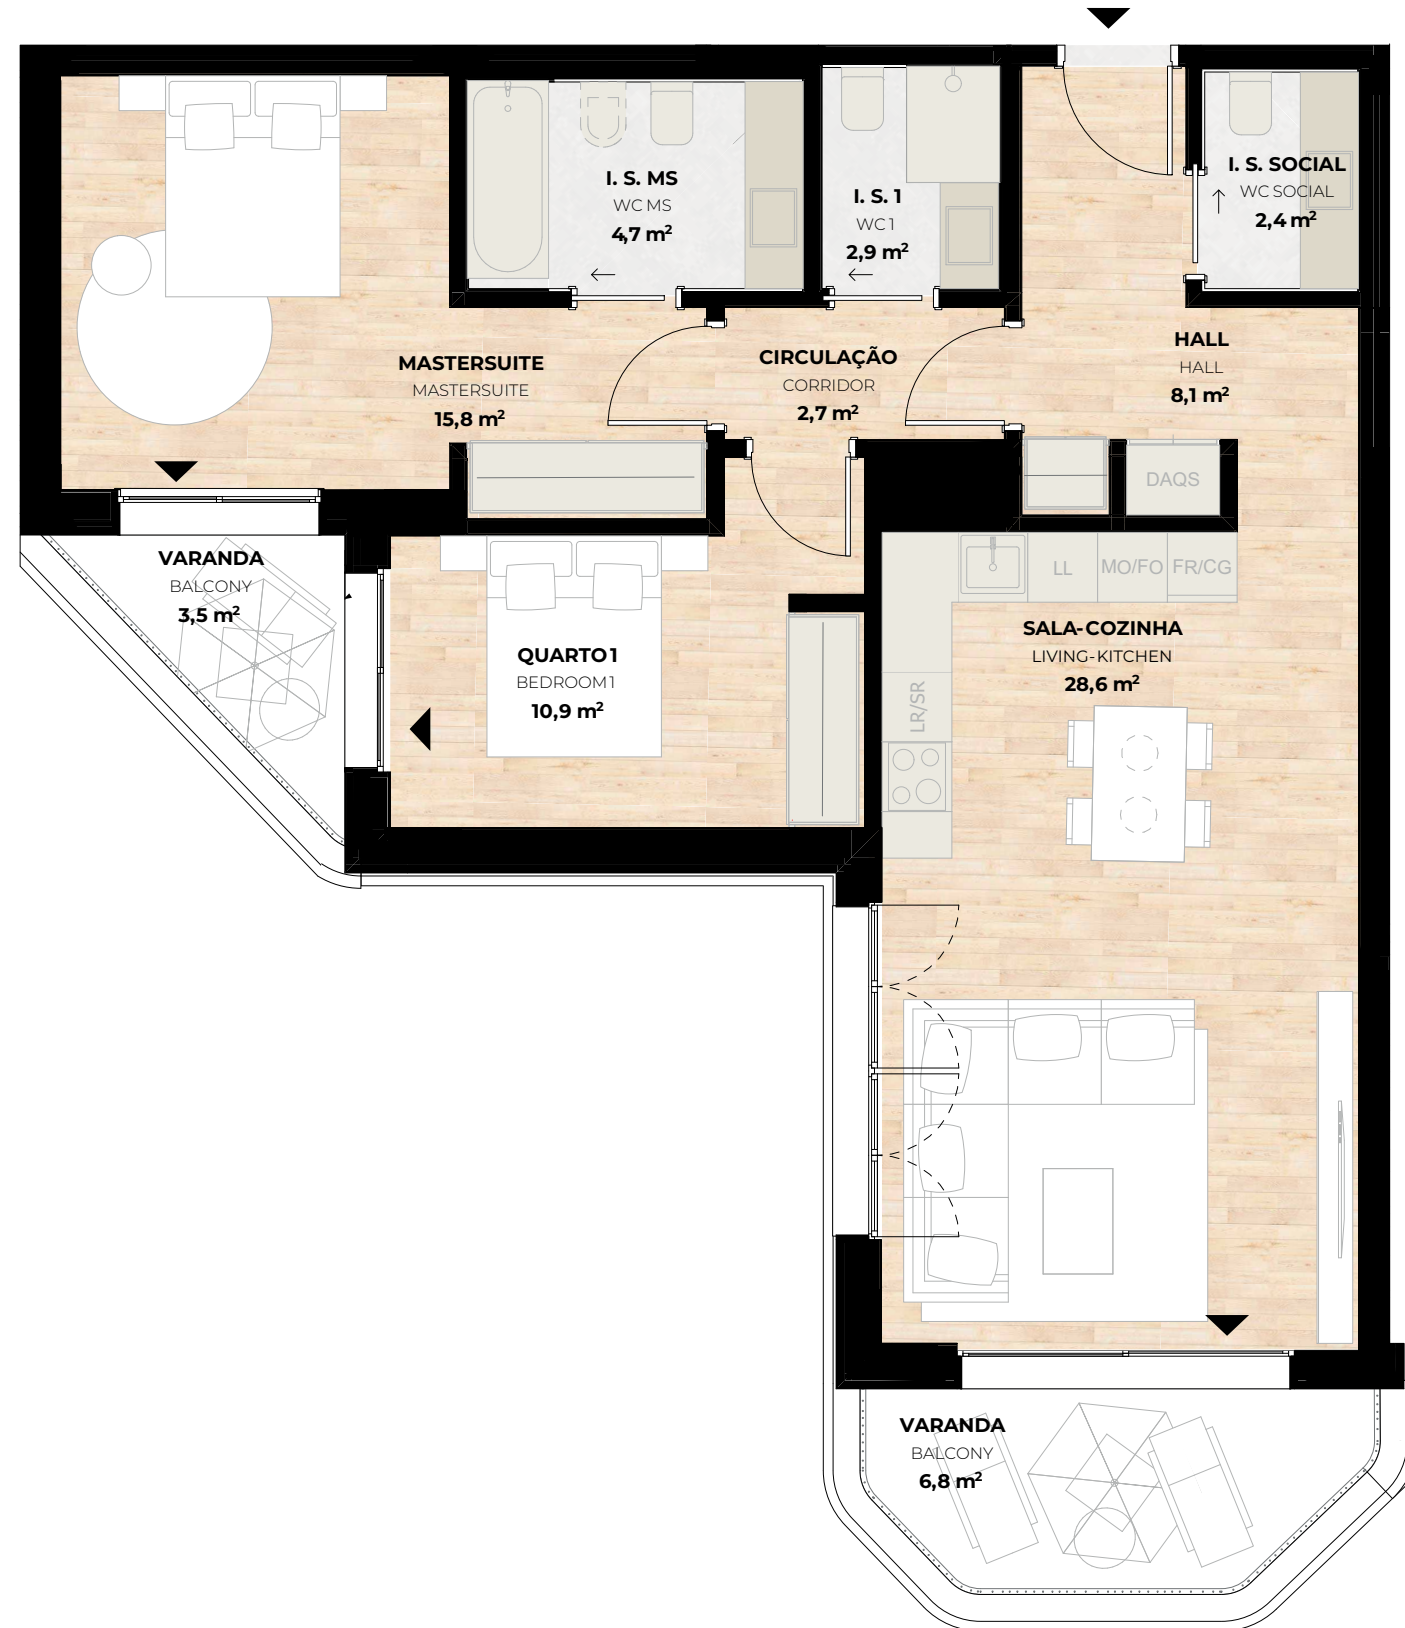 I. S. MS
WC MS
4,7 m²
I. S. 1
WC 1
2,9 m²
I. S. SOCIAL
WC SOCIAL
2,4 m²
MASTERSUITE
MASTERSUITE
15,8 m²
CIRCULAÇÃO
CORRIDOR
2,7 m²
HALL
HALL
8,1 m²
DAQS
VARANDA
BALCONY
3,5 m²
LL
MO/FO
FR/CG
QUARTO 1
BEDROOM 1
10,9 m²
SALA-COZINHA
LIVING-KITCHEN
28,6 m²
LR/SR
VARANDA
BALCONY
6,8 m²